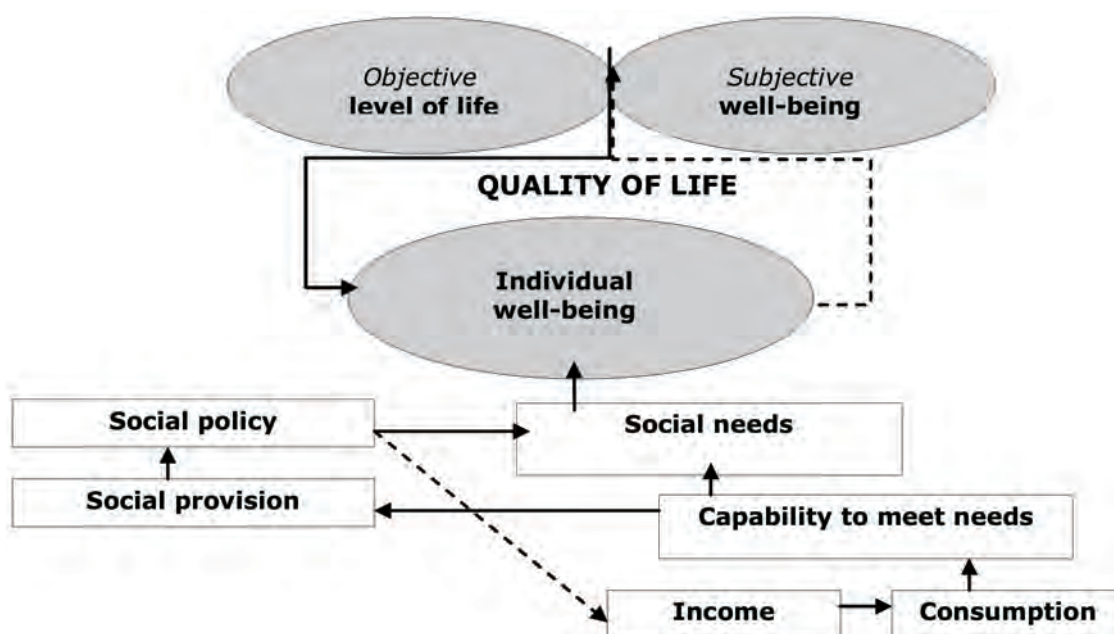 Objective
level of life
Subjective
well-being
QUALITY OF LIFE
Individual
well-being
Social policy
Social needs
Social provision
Capability to meet needs
Income
Consumption